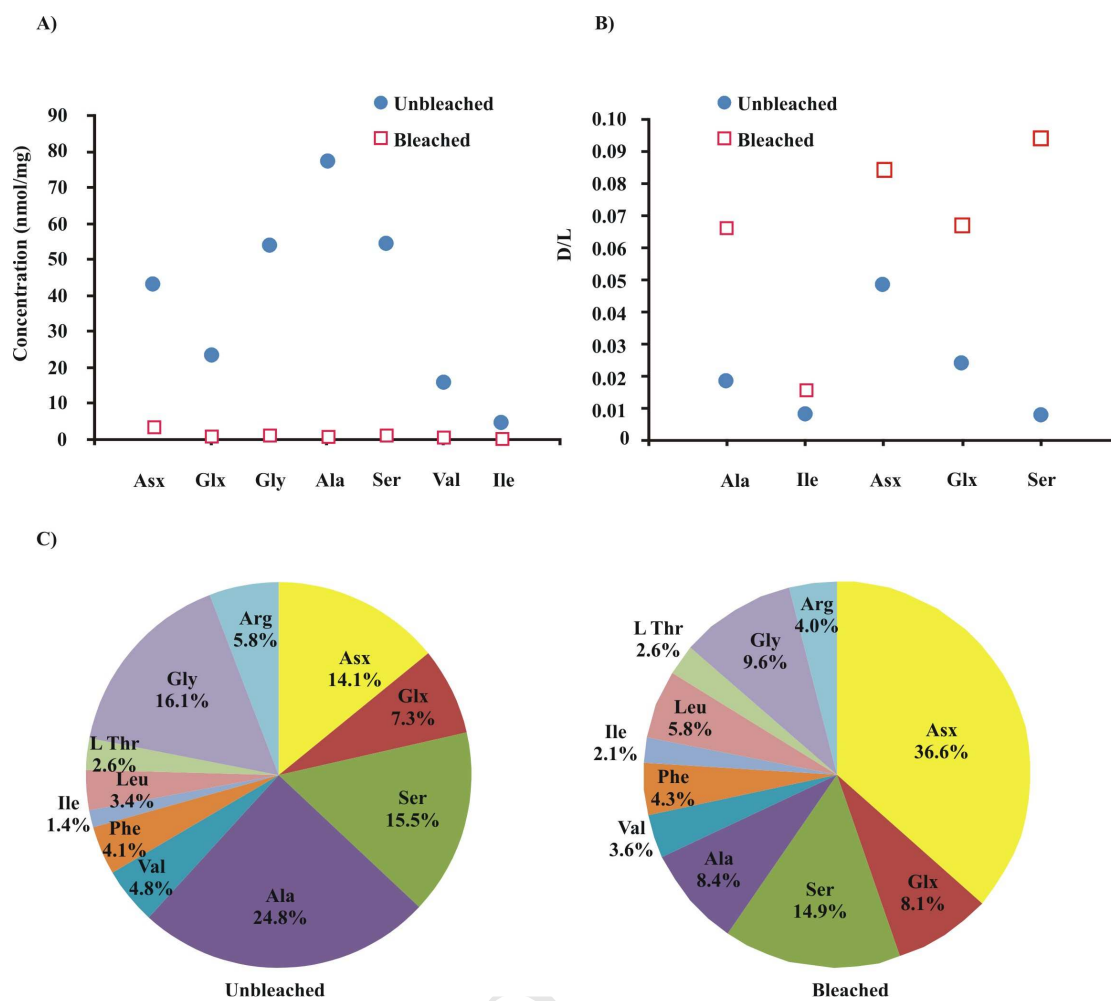 A)
Unbleached
Bleached
90
80
70
60
50
40
30
20
10
0
Concentration (nmol/mg)
Asx Glx Gly Ala Ser Val Ile
B)
Unbleached
Bleached
0.10
0.09
0.08
0.07
0.06
0.05
0.04
0.03
0.02
0.01
0
D/L
Ala Ile Asx Glx Ser
C)
Arg
5.8%
Asx
14.1%
Glx
7.3%
Ser
15.5%
Ala
24.8%
Val
4.8%
Phe
4.1%
Ile
1.4%
Leu
3.4%
L Thr
2.6%
Gly
16.1%
Unbleached
Arg
4.0%
Asx
36.6%
Glx
8.1%
Ser
14.9%
Ala
8.4%
Val
3.6%
Phe
4.3%
Ile
2.1%
Leu
5.8%
L Thr
2.6%
Gly
9.6%
Bleached